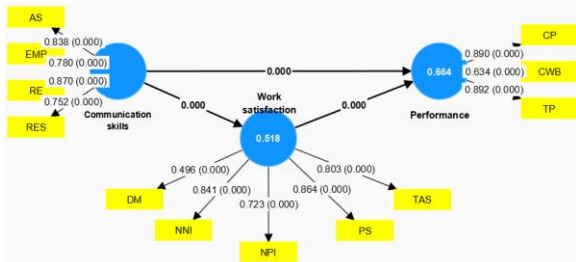 AS
0.838 (0.000)
EMP
0.780 (0.000)
RE
0.870 (0.000)
RES
0.752 (0.000)
Communication
skills
0.000
0.000
0.000
Work
satisfaction
0.518
0.664
Performance
0.890 (0.000)
CP
0.634 (0.000)
CWB
0.892 (0.000)
TP
0.496 (0.000)
DM
0.841 (0.000)
NNI
0.723 (0.000)
NPI
0.864 (0.000)
PS
0.803 (0.000)
TAS